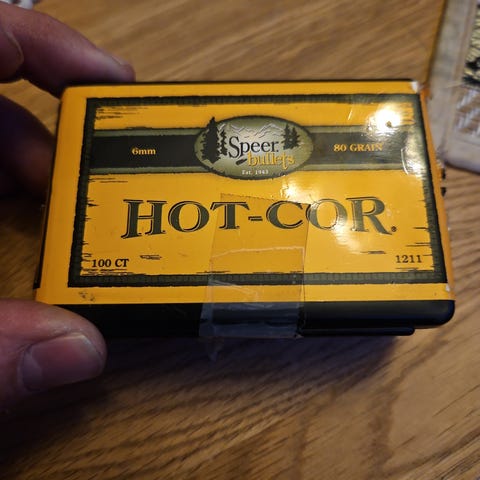 Speer
bullets
Est. 1943
6mm
80 GRAIN
HOT-COR®
100 CT
1211